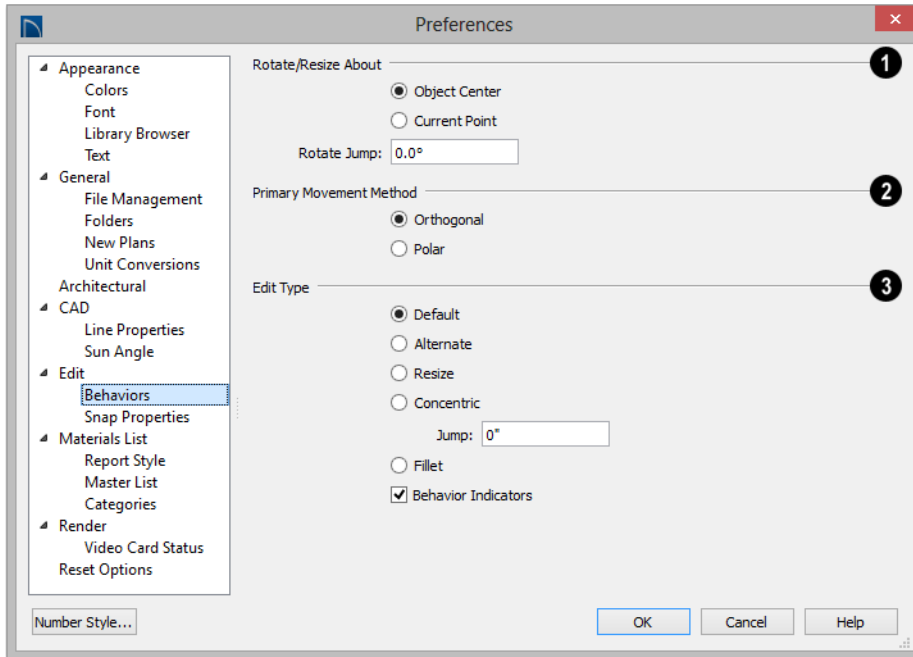 Preferences
Appearance
Colors
Font
Library Browser
Text
General
File Management
Folders
New Plans
Unit Conversions
Architectural
CAD
Line Properties
Sun Angle
Edit
Behaviors
Snap Properties
Materials List
Report Style
Master List
Categories
Render
Video Card Status
Reset Options
Rotate/Resize About
1
Object Center
Current Point
Rotate Jump: 0.0°
Primary Movement Method
2
Orthogonal
Polar
Edit Type
3
Default
Alternate
Resize
Concentric
Jump: 0"
Fillet
Behavior Indicators
Number Style...
OK
Cancel
Help